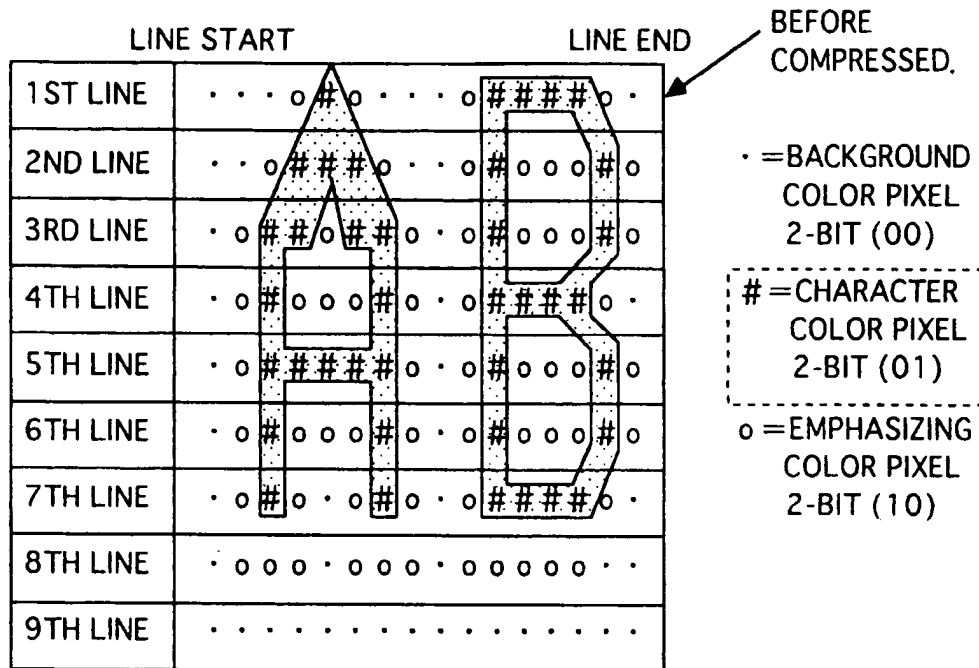 LINE START LINE END
BEFORE COMPRESSED.
1ST LINE · · · o # o · · · o # # # # o ·
2ND LINE · · o # # # o · · o # o o o # o
3RD LINE · o # # o # # o · o # o o o # o
4TH LINE · o # o o o # o · o # # # # o ·
5TH LINE · o # # # # # o · o # o o o # o
6TH LINE · o # o o o # o · o # o o o # o
7TH LINE · o # o · o # o · o # # # # o ·
8TH LINE · o o o · o o o · o o o o o · ·
9TH LINE · · · · · · · · · · · · · · · ·
· =BACKGROUND
COLOR PIXEL
2-BIT (00)
# =CHARACTER
COLOR PIXEL
2-BIT (01)
o =EMPHASIZING
COLOR PIXEL
2-BIT (10)